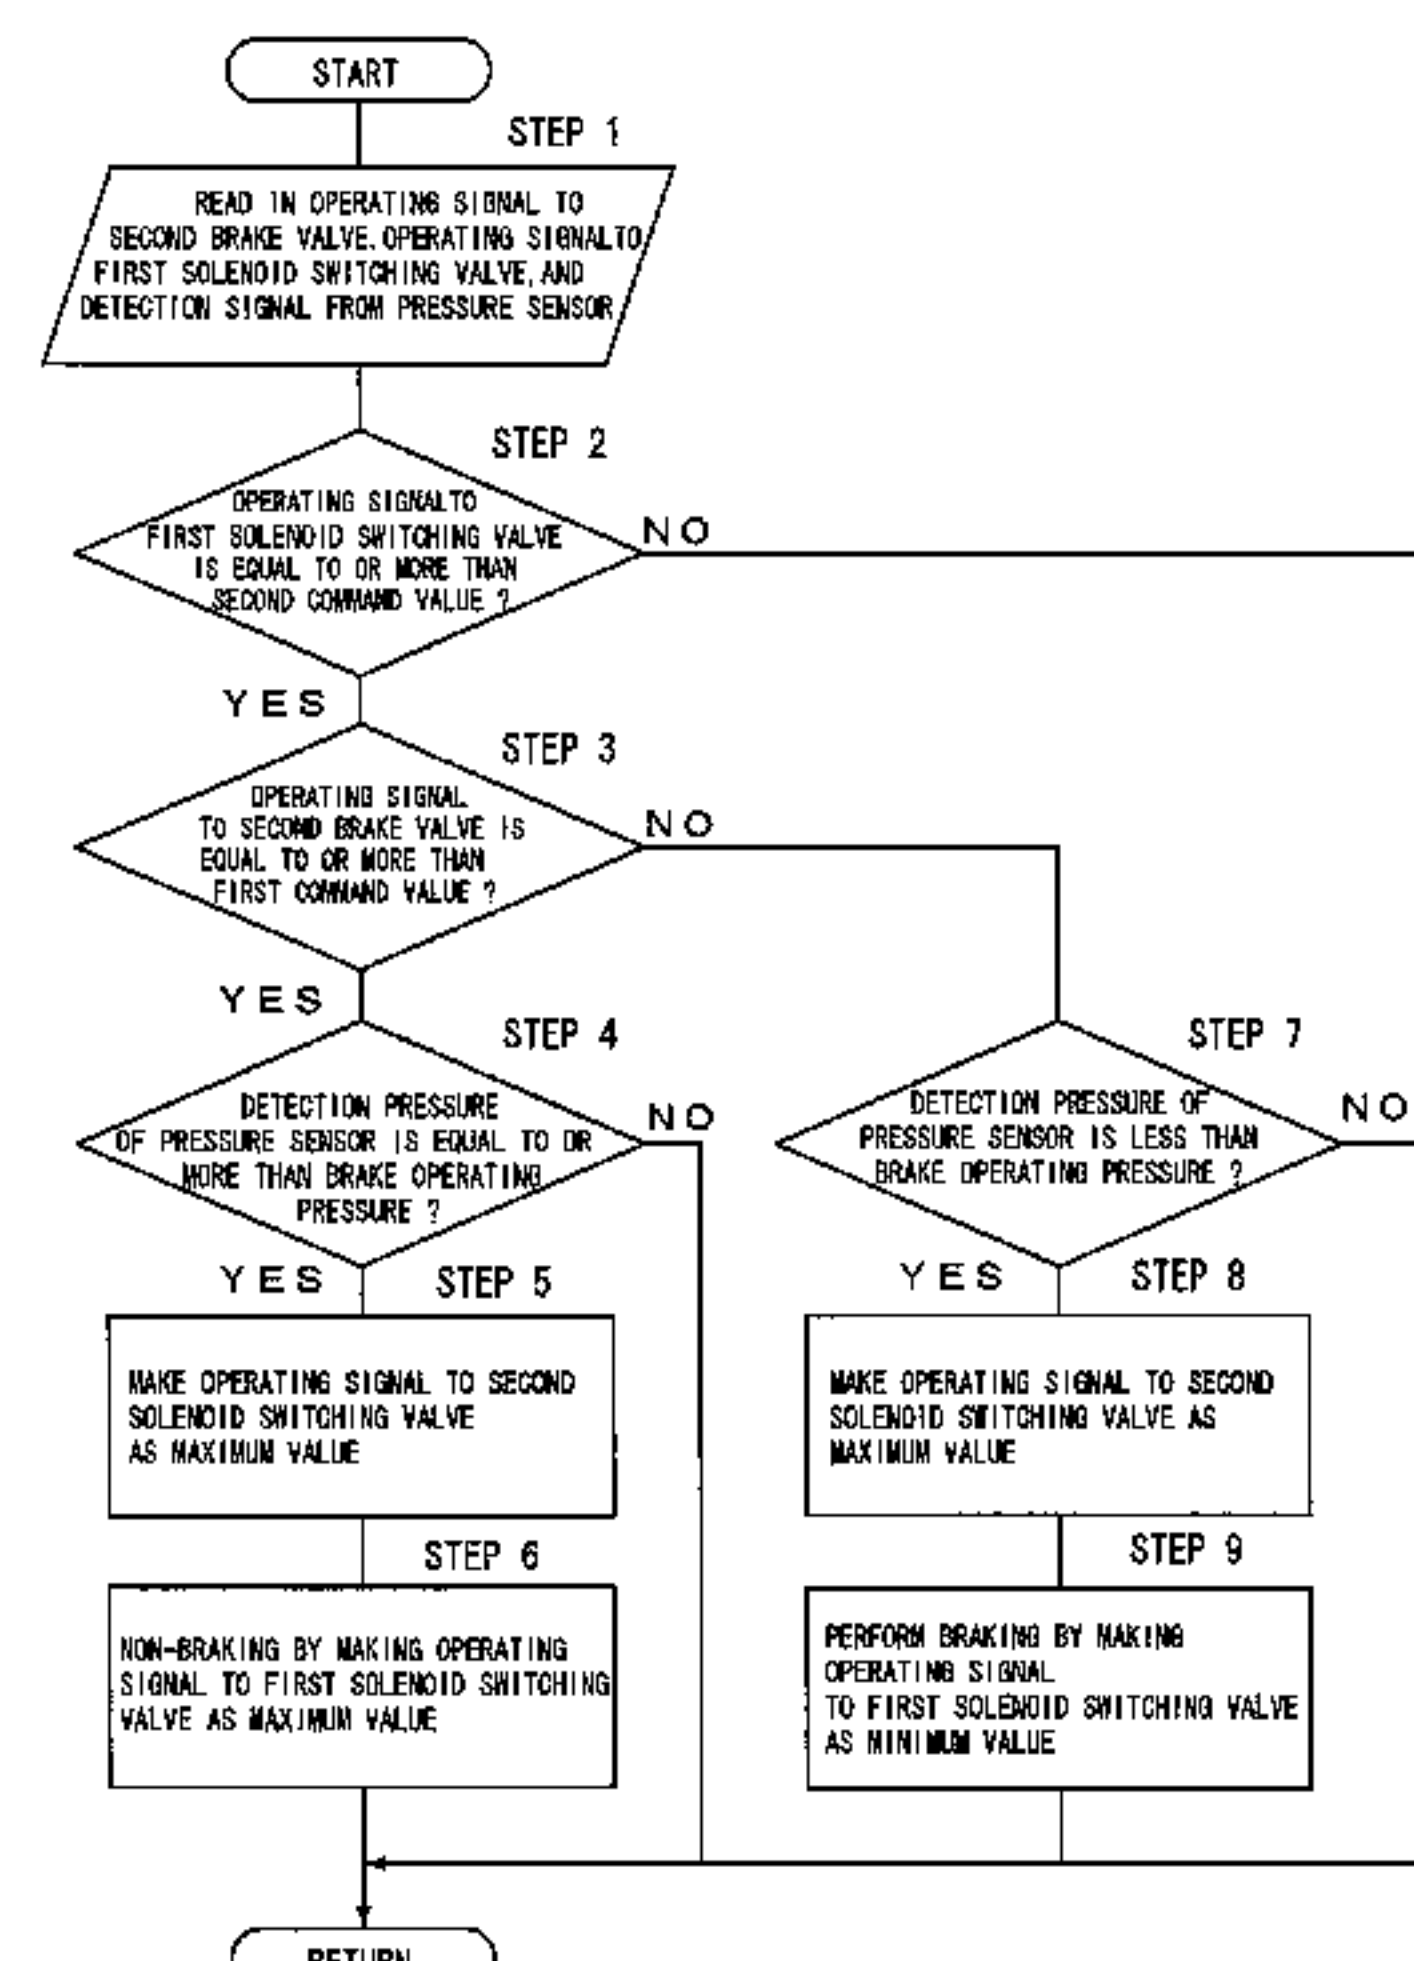 START
STEP 1
READ IN OPERATING SIGNAL TO
SECOND BRAKE VALVE, OPERATING SIGNALTO
FIRST SOLENOID SWITCHING VALVE, AND
DETECTION SIGNAL FROM PRESSURE SENSOR
STEP 2
OPERATING SIGNALTO
FIRST SOLENOID SWITCHING VALVE
IS EQUAL TO OR MORE THAN
SECOND COMMAND VALUE ?
NO
YES
STEP 3
OPERATING SIGNAL
TO SECOND BRAKE VALVE IS
EQUAL TO OR MORE THAN
FIRST COMMAND VALUE ?
NO
YES
STEP 4
DETECTION PRESSURE
OF PRESSURE SENSOR IS EQUAL TO OR
MORE THAN BRAKE OPERATING
PRESSURE ?
NO
YES
STEP 5
MAKE OPERATING SIGNAL TO SECOND
SOLENOID SWITCHING VALVE
AS MAXIMUM VALUE
STEP 6
NON-BRAKING BY MAKING OPERATING
SIGNAL TO FIRST SOLENOID SWITCHING
VALVE AS MAXIMUM VALUE
STEP 7
DETECTION PRESSURE OF
PRESSURE SENSOR IS LESS THAN
BRAKE OPERATING PRESSURE ?
NO
YES
STEP 8
MAKE OPERATING SIGNAL TO SECOND
SOLENOID SWITCHING VALVE AS
MAXIMUM VALUE
STEP 9
PERFORM BRAKING BY MAKING
OPERATING SIGNAL
TO FIRST SOLENOID SWITCHING VALVE
AS MINIMUM VALUE
RETURN